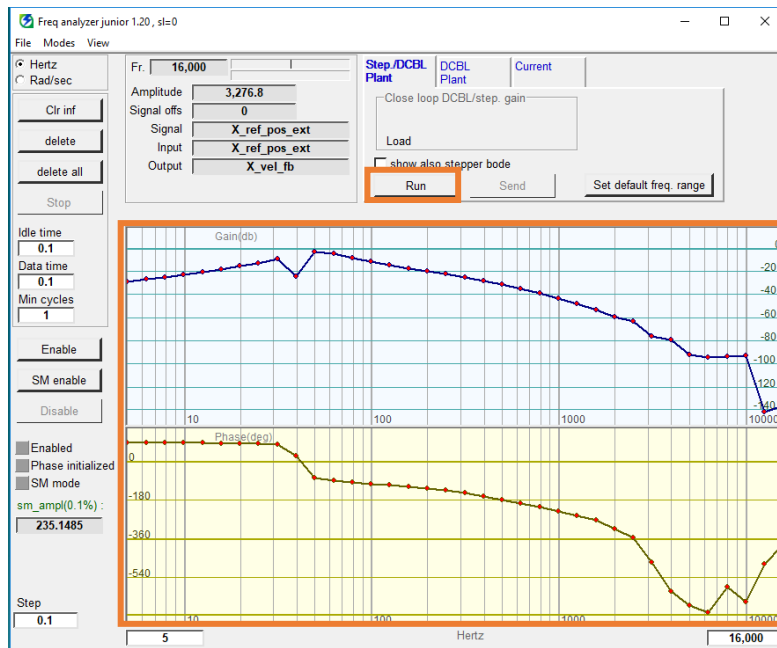 Freq analyzer junior 1.20 , sl=0
File Modes View
Hertz
Rad/sec
Clr inf
delete
delete all
Stop
Idle time
0.1
Data time
0.1
Min cycles
1
Enable
SM enable
Disable
Enabled
Phase initialized
SM mode
sm_ampl(0.1%) :
235.1485
Step
0.1
Fr. 16,000
Amplitude 3,276.8
Signal offs 0
Signal X_ref_pos_ext
Input X_ref_pos_ext
Output X_vel_fb
Step./DCBL Plant
DCBL Plant
Current
Close loop DCBL/step. gain
Load
show also stepper bode
Run Send Set default freq. range
Gain(db)
0
-20
-40
-60
-80
-100
-120
-140
10 100 1000 10000
Phase(deg)
0
-180
-360
-540
10 100 1000 10000
5 Hertz 16,000